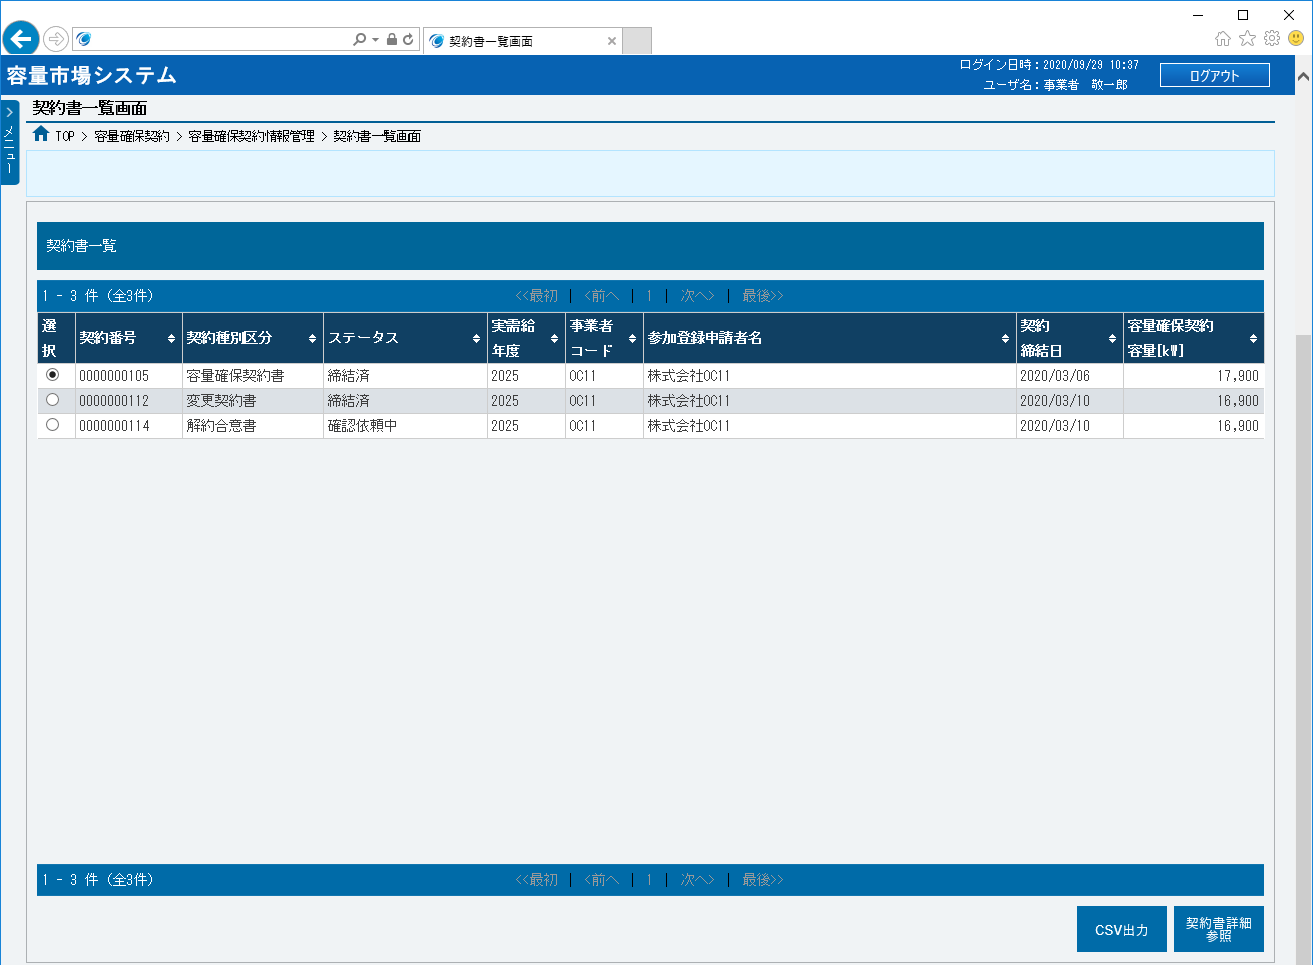 契約書一覧画面
容量市場システム
ログイン日時：2020/09/29 10:37
ユーザ名：事業者　敬一郎
ログアウト
メニュー
契約書一覧画面
TOP > 容量確保契約 > 容量確保契約情報管理 > 契約書一覧画面
契約書一覧
1 - 3 件（全3件） <<最初 | <前へ | 1 | 次へ> | 最後>>
選択 契約番号 契約種別区分 ステータス 実需給年度 事業者コード 参加登録申請者名 契約締結日 容量確保契約容量[kW]
0000000105 容量確保契約書 締結済 2025 0C11 株式会社0C11 2020/03/06 17,900
0000000112 変更契約書 締結済 2025 0C11 株式会社0C11 2020/03/10 16,900
0000000114 解約合意書 確認依頼中 2025 0C11 株式会社0C11 2020/03/10 16,900
1 - 3 件（全3件） <<最初 | <前へ | 1 | 次へ> | 最後>>
CSV出力
契約書詳細
参照